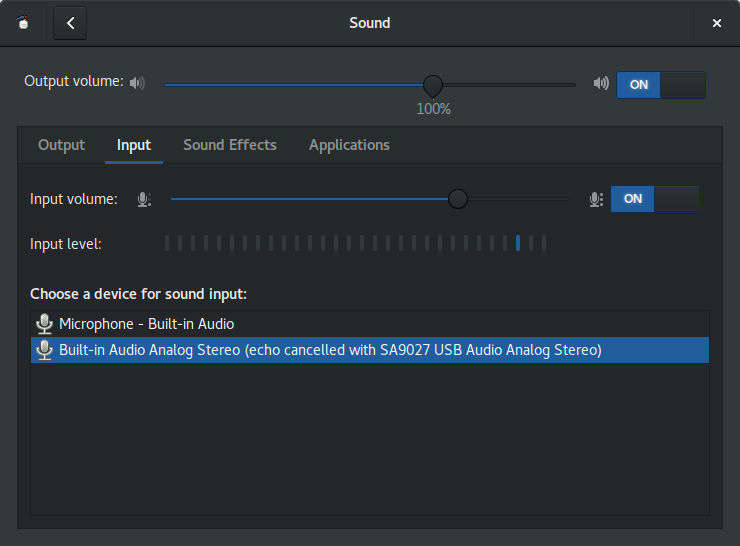 Sound
Output volume:
ON
100%
Output Input Sound Effects Applications
Input volume:
ON
Input level:
Choose a device for sound input:
Microphone - Built-in Audio
Built-in Audio Analog Stereo (echo cancelled with SA9027 USB Audio Analog Stereo)